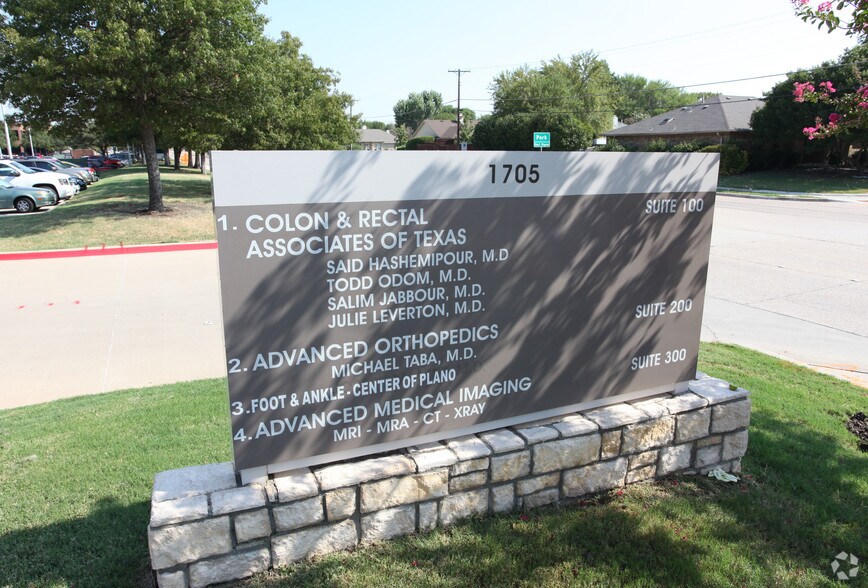 Park
1705
1. COLON & RECTAL SUITE 100
ASSOCIATES OF TEXAS
SAID HASHEMIPOUR, M.D
TODD ODOM, M.D.
SALIM JABBOUR, M.D.
JULIE LEVERTON, M.D.
2. ADVANCED ORTHOPEDICS SUITE 200
MICHAEL TABA, M.D.
3. FOOT & ANKLE - CENTER OF PLANO SUITE 300
4. ADVANCED MEDICAL IMAGING
MRI - MRA - CT - XRAY